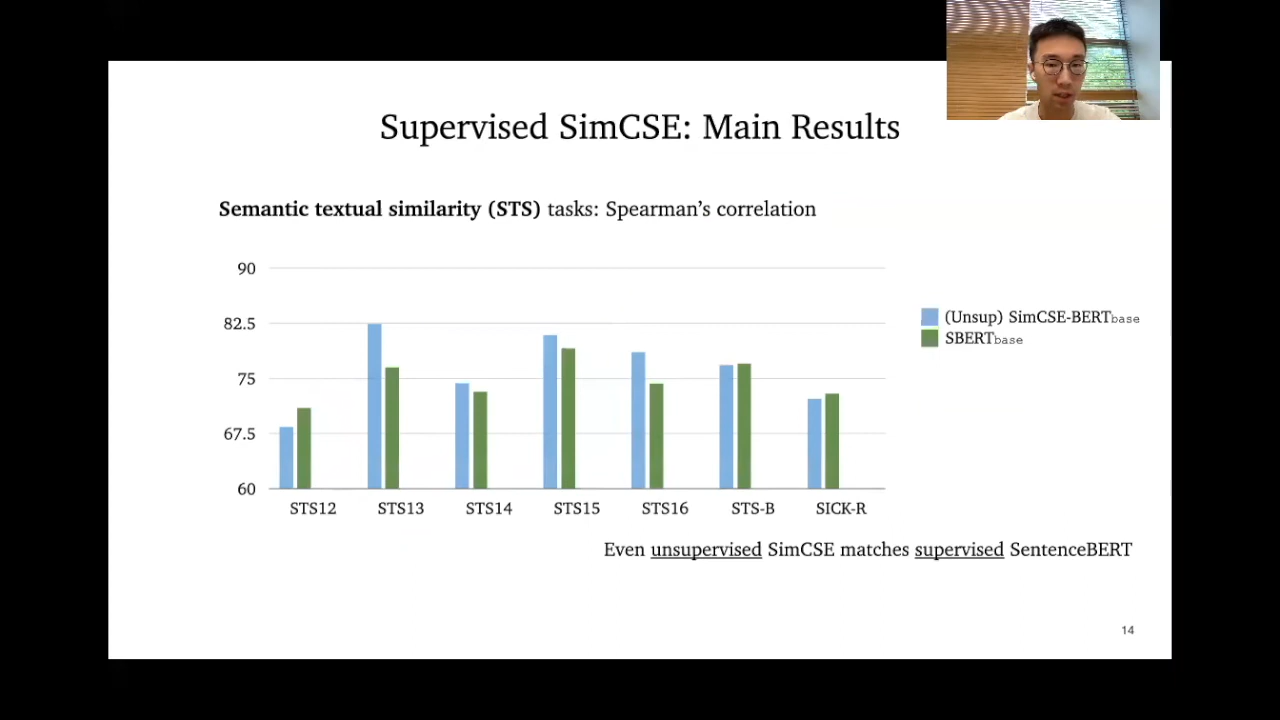 Supervised SimCSE: Main Results
Semantic textual similarity (STS) tasks: Spearman’s correlation
90
82.5
75
67.5
60
STS12 STS13 STS14 STS15 STS16 STS-B SICK-R
(Unsup) SimCSE-BERTbase
SBERTbase
Even unsupervised SimCSE matches supervised SentenceBERT
14